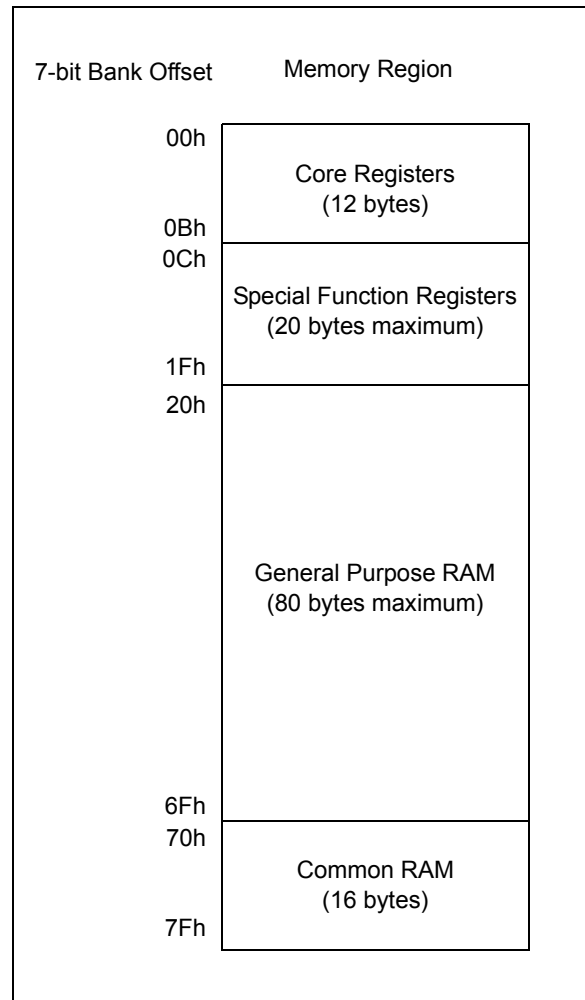 7-bit Bank Offset Memory Region
00h
Core Registers
(12 bytes)
0Bh
0Ch
Special Function Registers
(20 bytes maximum)
1Fh
20h
General Purpose RAM
(80 bytes maximum)
6Fh
70h
Common RAM
(16 bytes)
7Fh